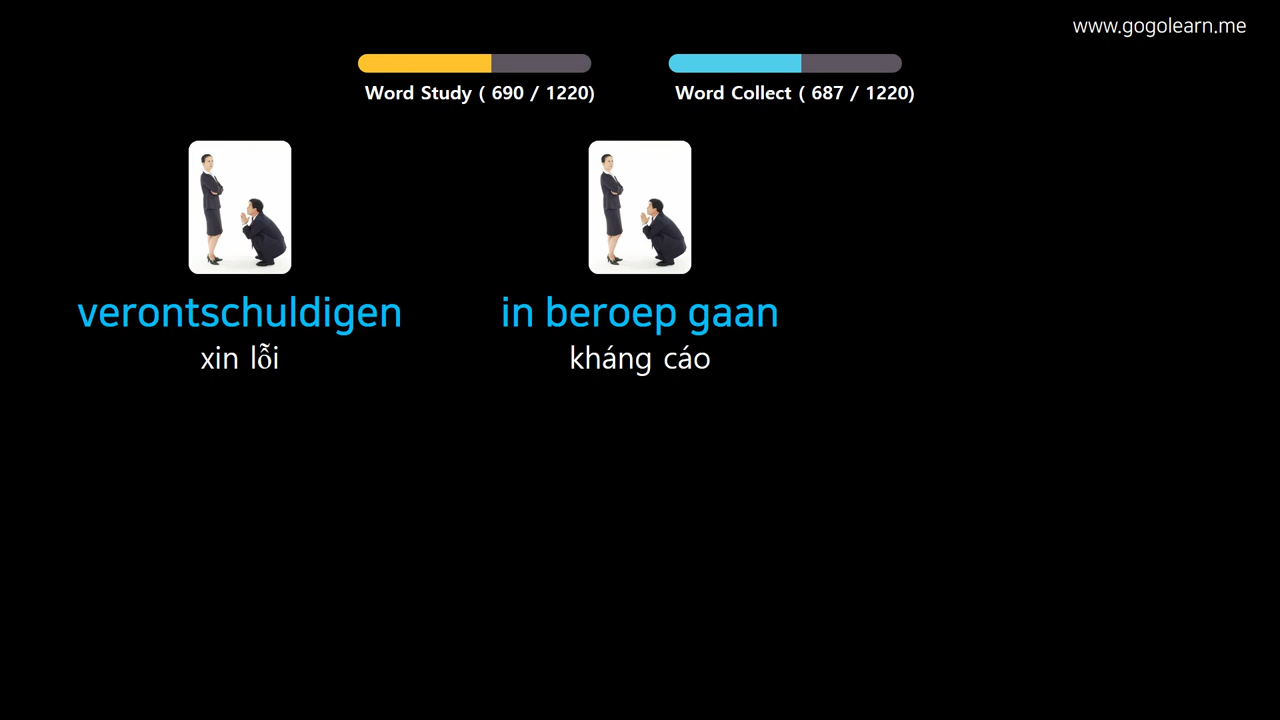 www.gogolearn.me
Word Study ( 690 / 1220)
Word Collect ( 687 / 1220)
verontschuldigen
xin lỗi
in beroep gaan
kháng cáo